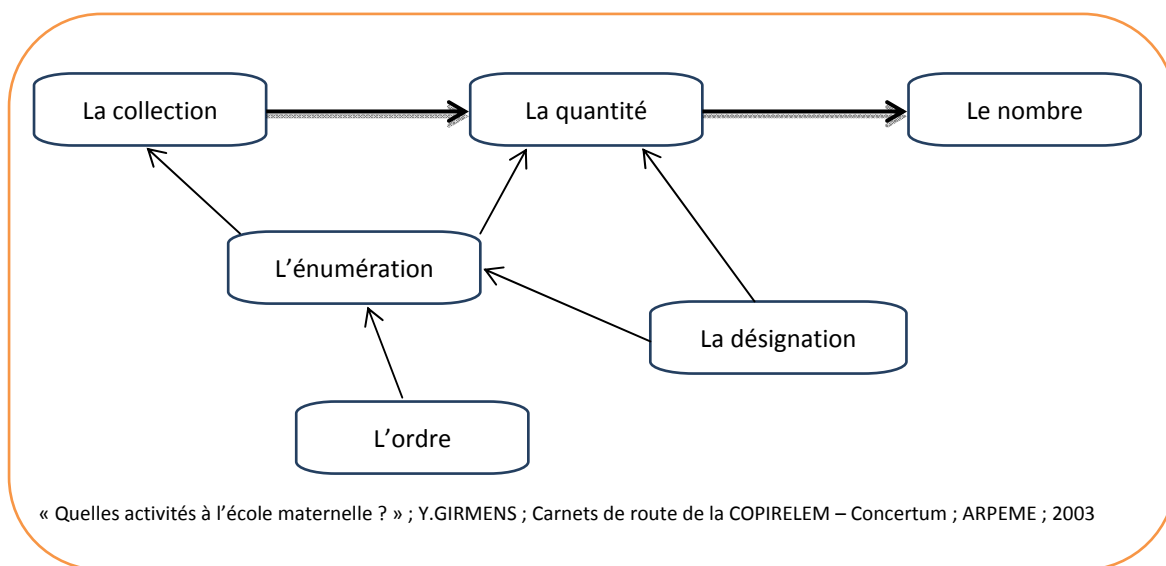 La collection
La quantité
Le nombre
L’énumération
La désignation
L’ordre
« Quelles activités à l’école maternelle ? » ; Y.GIRMENS ; Carnets de route de la COPIRELEM – Concertum ; ARPEME ; 2003